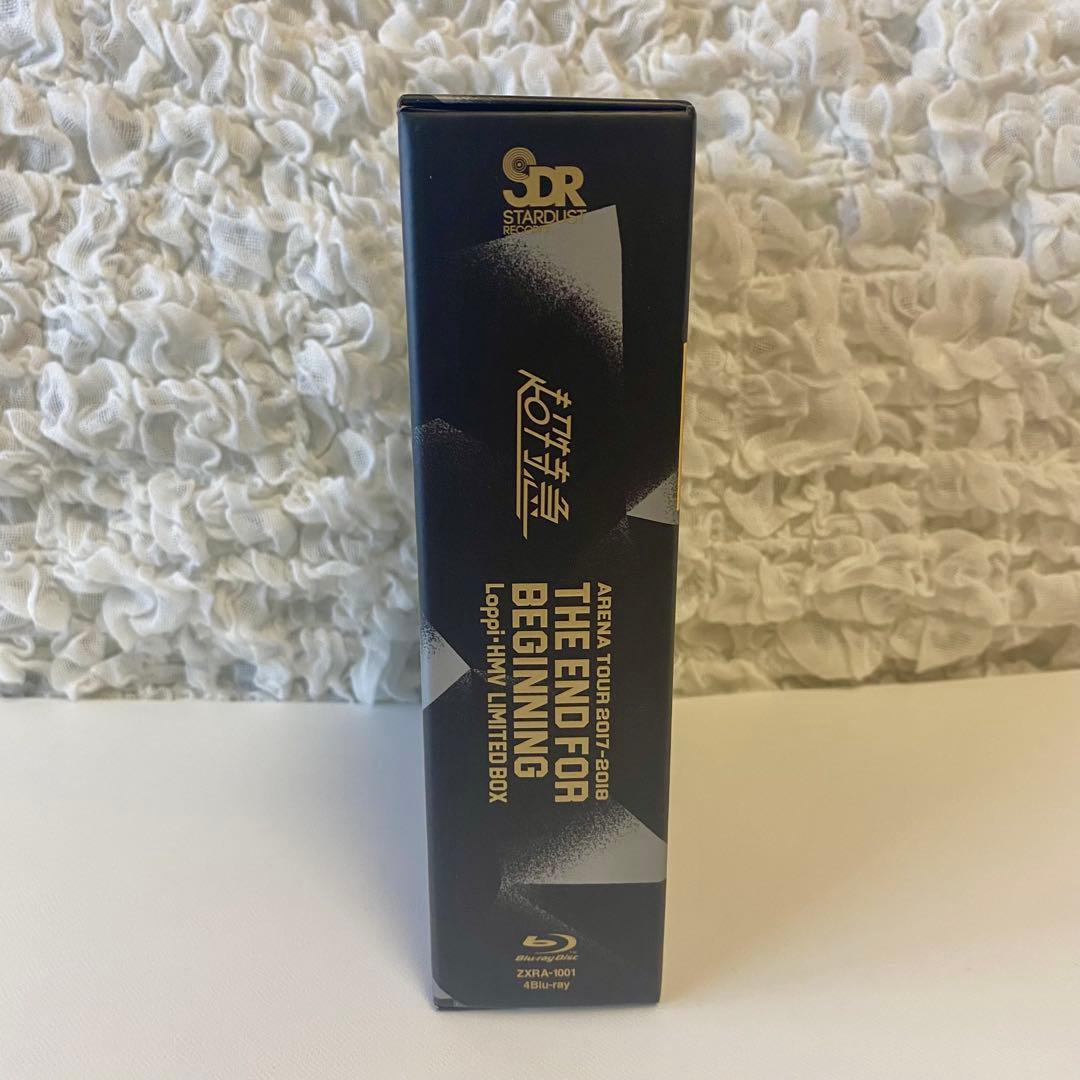 SDR
STARDUST
超特急
ARENA TOUR 2017-2018
THE END FOR
BEGINNING
Loppi・HMV LIMITED BOX
Blu-ray Disc
ZXRA-1001
4Blu-ray